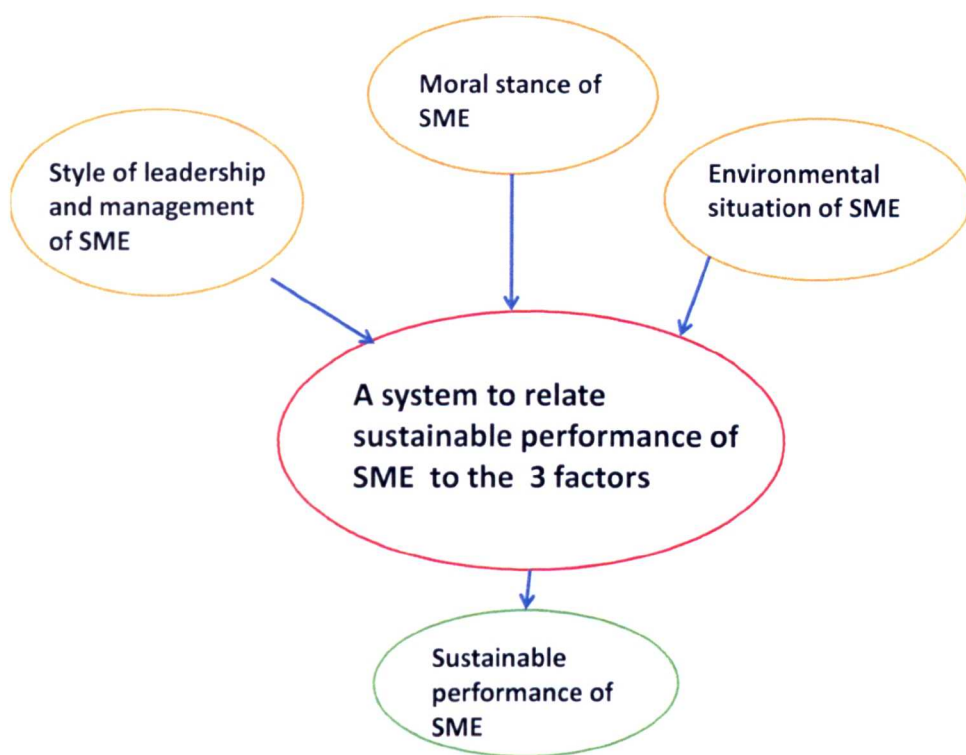 Moral stance of
SME
Style of leadership
and management
of SME
Environmental
situation of SME
A system to relate
sustainable performance of
SME to the 3 factors
Sustainable
performance of
SME